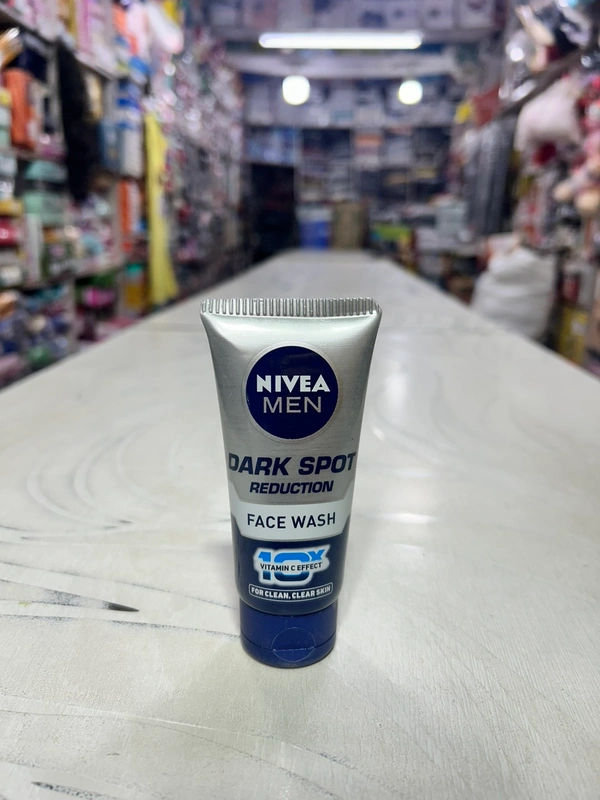 NIVEA
MEN
DARK SPOT
REDUCTION
FACE WASH
10X
VITAMIN C EFFECT
FOR CLEAN, CLEAR SKIN